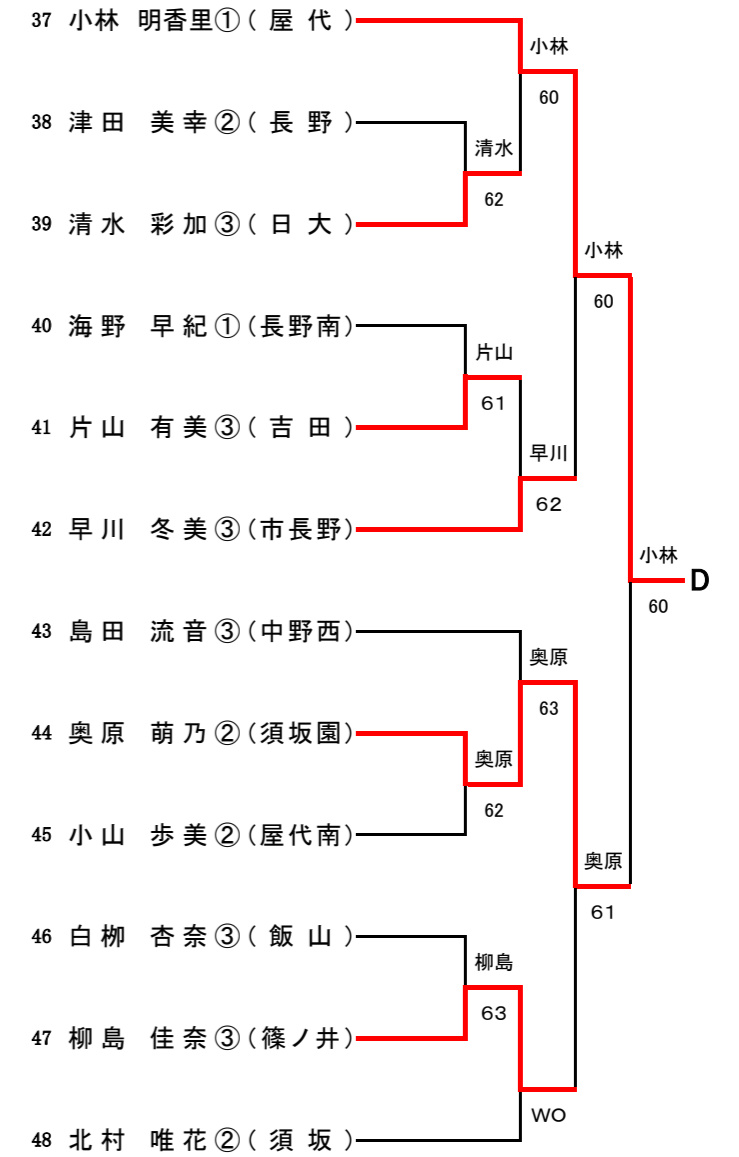 37 小林 明香里①(屋代)
小林
60
38 津田 美幸②(長野)
清水
62
39 清水 彩加③(日大)
小林
60
40 海野 早紀①(長野南)
片山
61
41 片山 有美③(吉田)
早川
62
42 早川 冬美③(市長野)
小林
D
60
43 島田 流音③(中野西)
奥原
63
44 奥原 萌乃②(須坂園)
奥原
62
45 小山 歩美②(屋代南)
奥原
61
46 白栁 杏奈③(飯山)
柳島
63
47 柳島 佳奈③(篠ノ井)
WO
48 北村 唯花②(須坂)